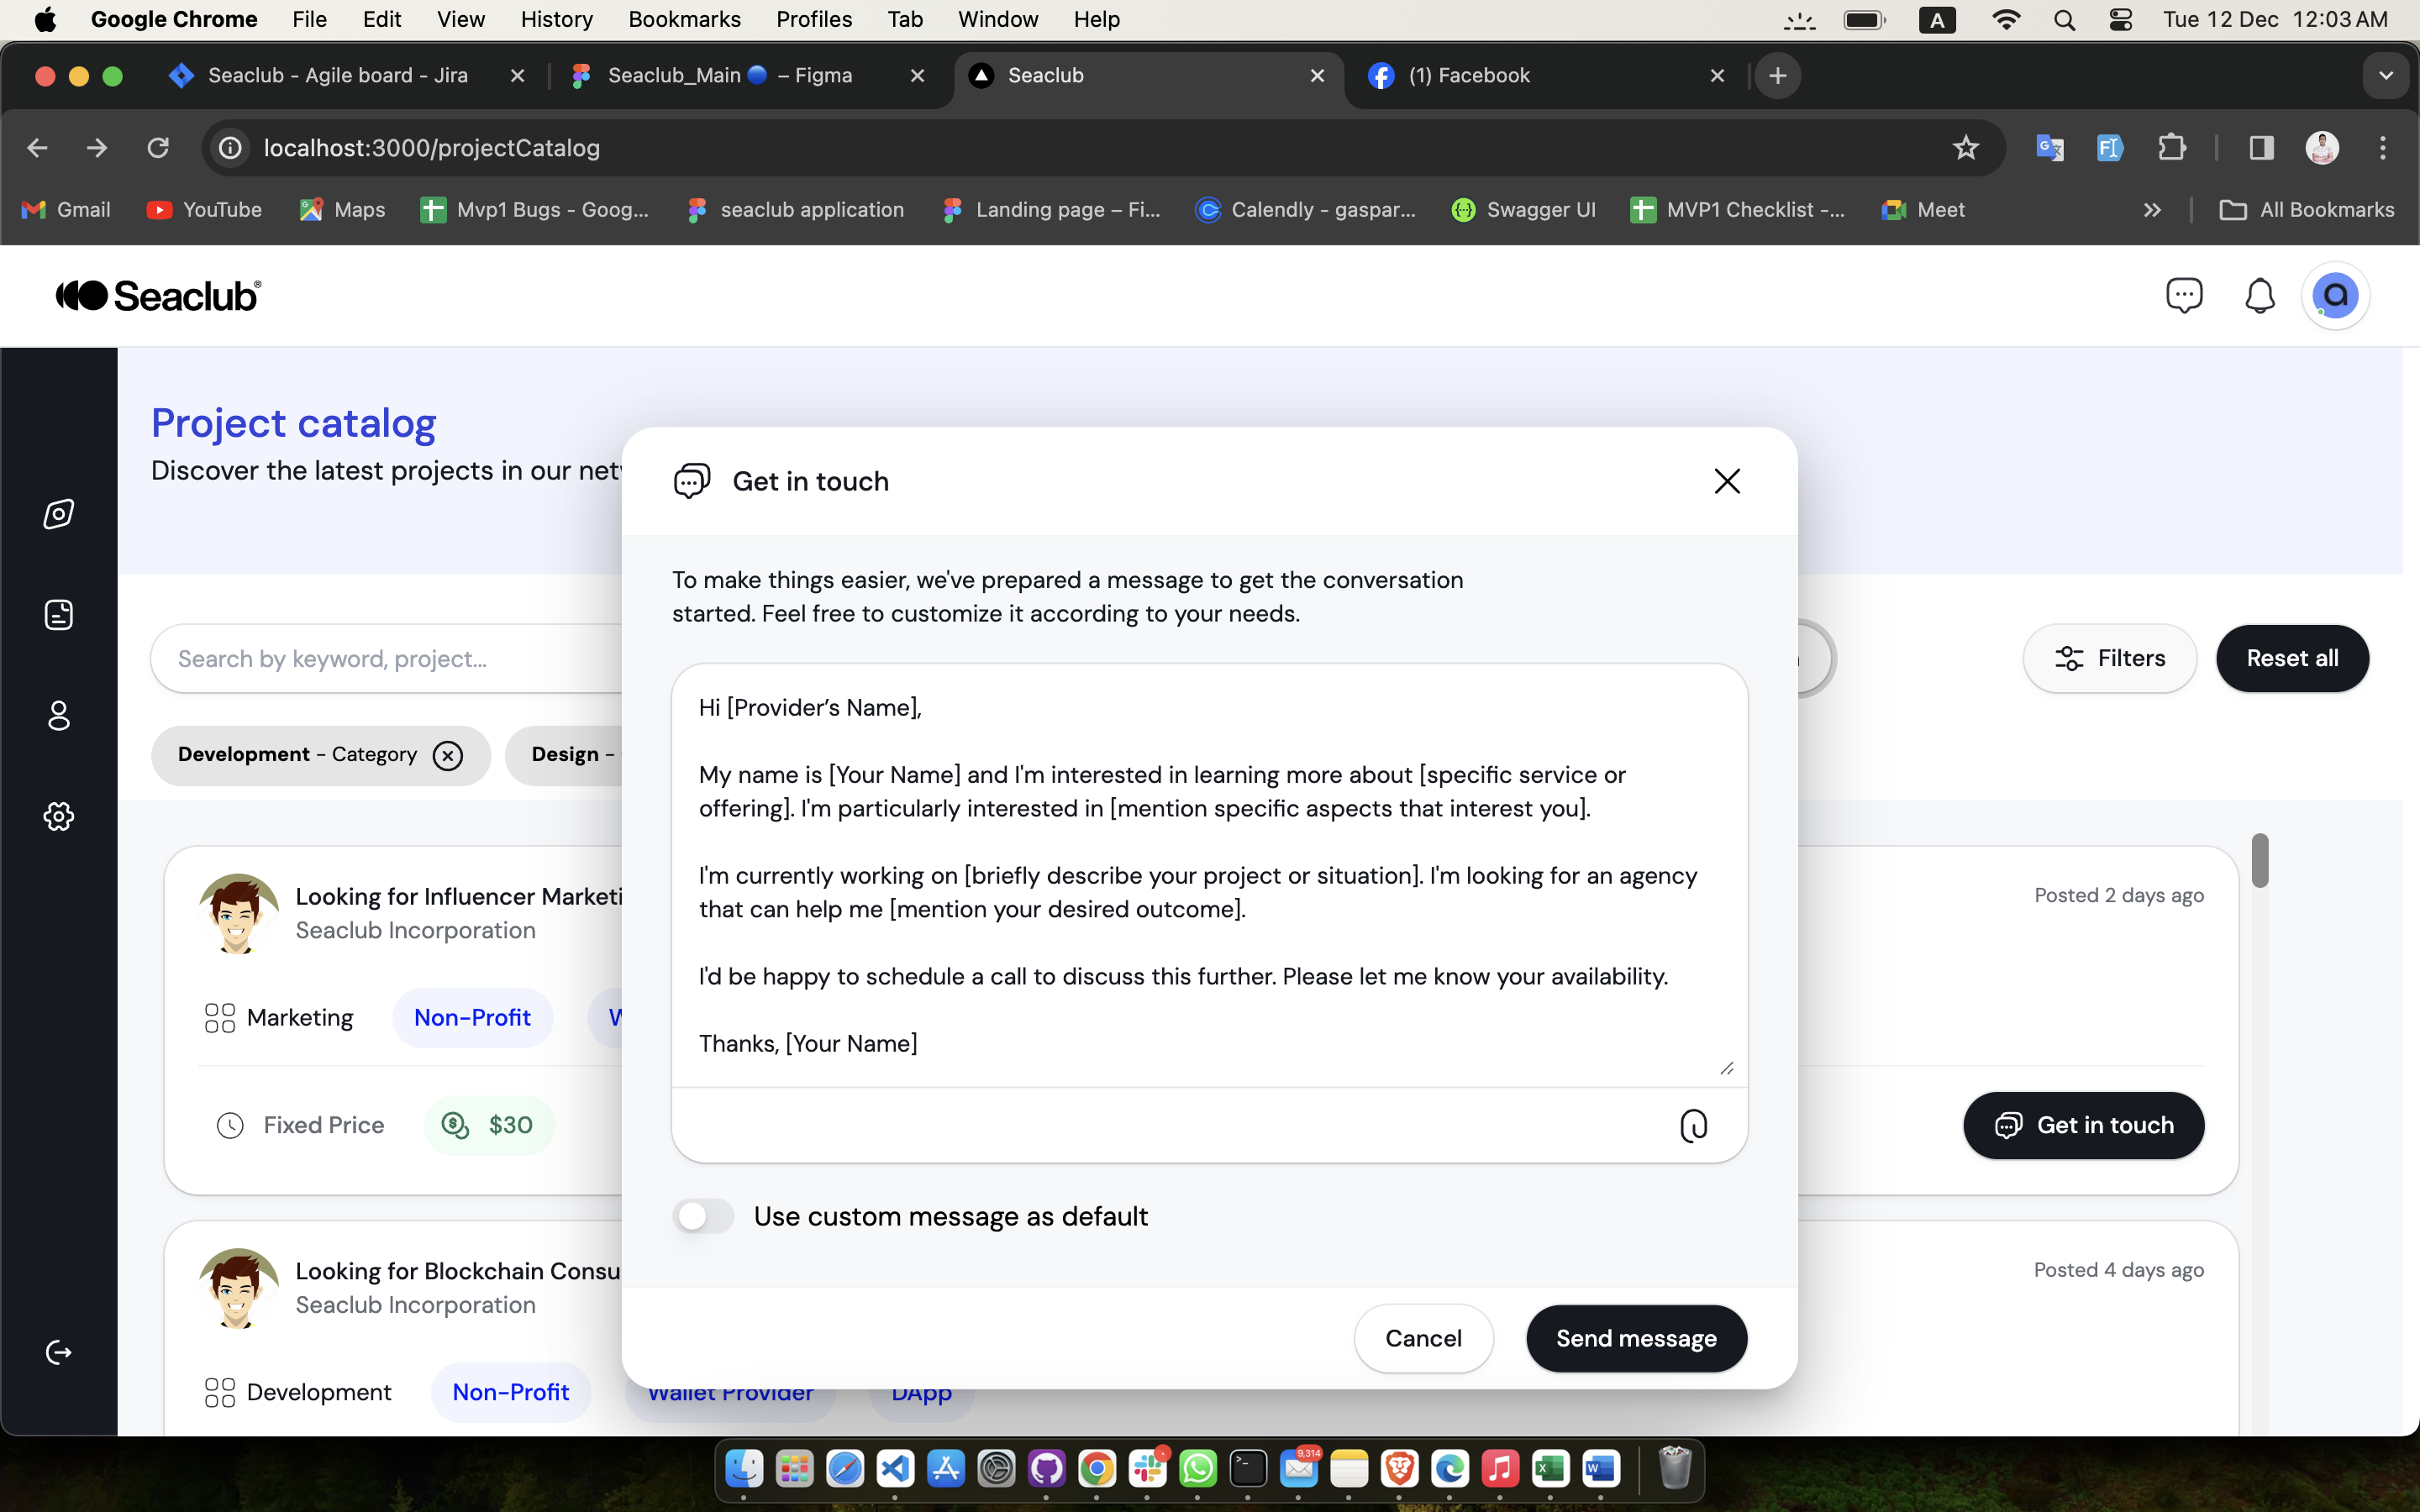 Google Chrome File Edit View History Bookmarks Profiles Tab Window Help A Tue 12 Dec 12:03 AM
Seaclub - Agile board - Jira Seaclub_Main – Figma Seaclub (1) Facebook
localhost:3000/projectCatalog
Gmail YouTube Maps Mvp1 Bugs - Goog... seaclub application Landing page – Fi... Calendly - gaspar... Swagger UI MVP1 Checklist -... Meet All Bookmarks
Seaclub®
Project catalog
Discover the latest projects in our
Get in touch
To make things easier, we've prepared a message to get the conversation
started. Feel free to customize it according to your needs.
Search by keyword, project...
Filters
Reset all
Development - Category
Design -
Hi [Provider’s Name],
My name is [Your Name] and I'm interested in learning more about [specific service or
offering]. I'm particularly interested in [mention specific aspects that interest you].
I'm currently working on [briefly describe your project or situation]. I'm looking for an agency
that can help me [mention your desired outcome].
I'd be happy to schedule a call to discuss this further. Please let me know your availability.
Thanks, [Your Name]
Use custom message as default
Cancel
Send message
Looking for Influencer
Seaclub Incorporation
Posted 2 days ago
Marketing
Non-Profit
Fixed Price
$30
Get in touch
Looking for Blockchain
Seaclub Incorporation
Posted 4 days ago
Development
Non-Profit
Wallet Provider
DApp
9,314